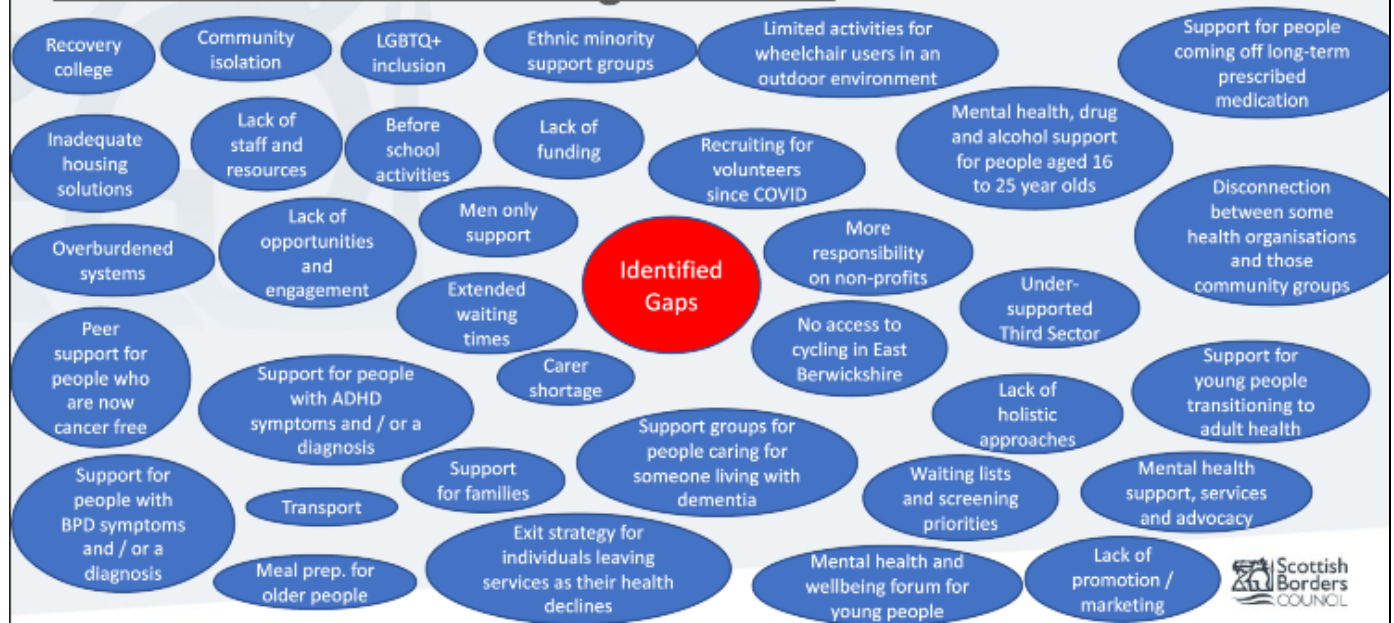 Recovery
college
Community
isolation
LGBTQ+
inclusion
Ethnic minority
support groups
Limited activities for
wheelchair users in an
outdoor environment
Support for people
coming off long-term
prescribed
medication
Inadequate
housing
solutions
Lack of
staff and
resources
Before
school
activities
Lack of
funding
Recruiting for
volunteers
since COVID
Mental health, drug
and alcohol support
for people aged 16
to 25 year olds
Disconnection
between some
health organisations
and those
community groups
Overburdened
systems
Lack of
opportunities
and
engagement
Men only
support
Identified
Gaps
More
responsibility
on non-profits
Under-
supported
Third Sector
Extended
waiting
times
No access to
cycling in East
Berwickshire
Peer
support for
people who
are now
cancer free
Support for people
with ADHD
symptoms and / or a
diagnosis
Carer
shortage
Lack of
holistic
approaches
Support for
young people
transitioning to
adult health
Support groups for
people caring for
someone living with
dementia
Support for
people with
BPD symptoms
and / or a
diagnosis
Transport
Support
for families
Waiting lists
and screening
priorities
Mental health
support, services
and advocacy
Meal prep. for
older people
Exit strategy for
individuals leaving
services as their health
declines
Mental health and
wellbeing forum for
young people
Lack of
promotion /
marketing
Scottish
Borders
COUNCIL